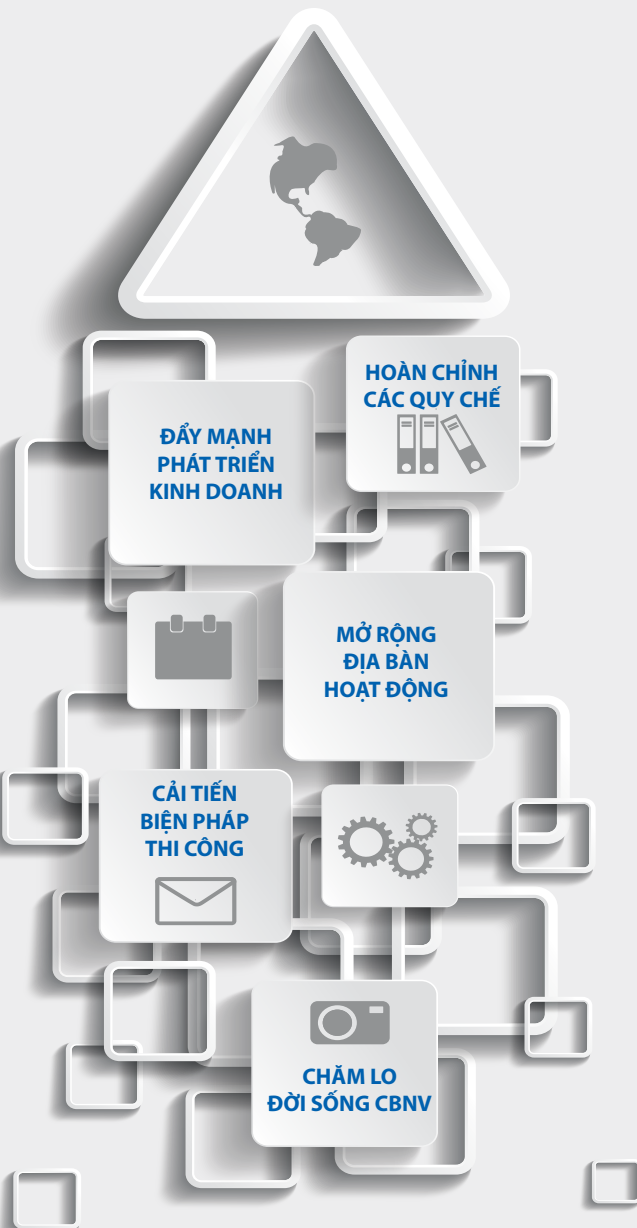 HOÀN CHỈNH
CÁC QUY CHẾ
ĐẨY MẠNH
PHÁT TRIỂN
KINH DOANH
MỞ RỘNG
ĐỊA BÀN
HOẠT ĐỘNG
CẢI TIẾN
BIỆN PHÁP
THI CÔNG
CHĂM LO
ĐỜI SỐNG CBNV